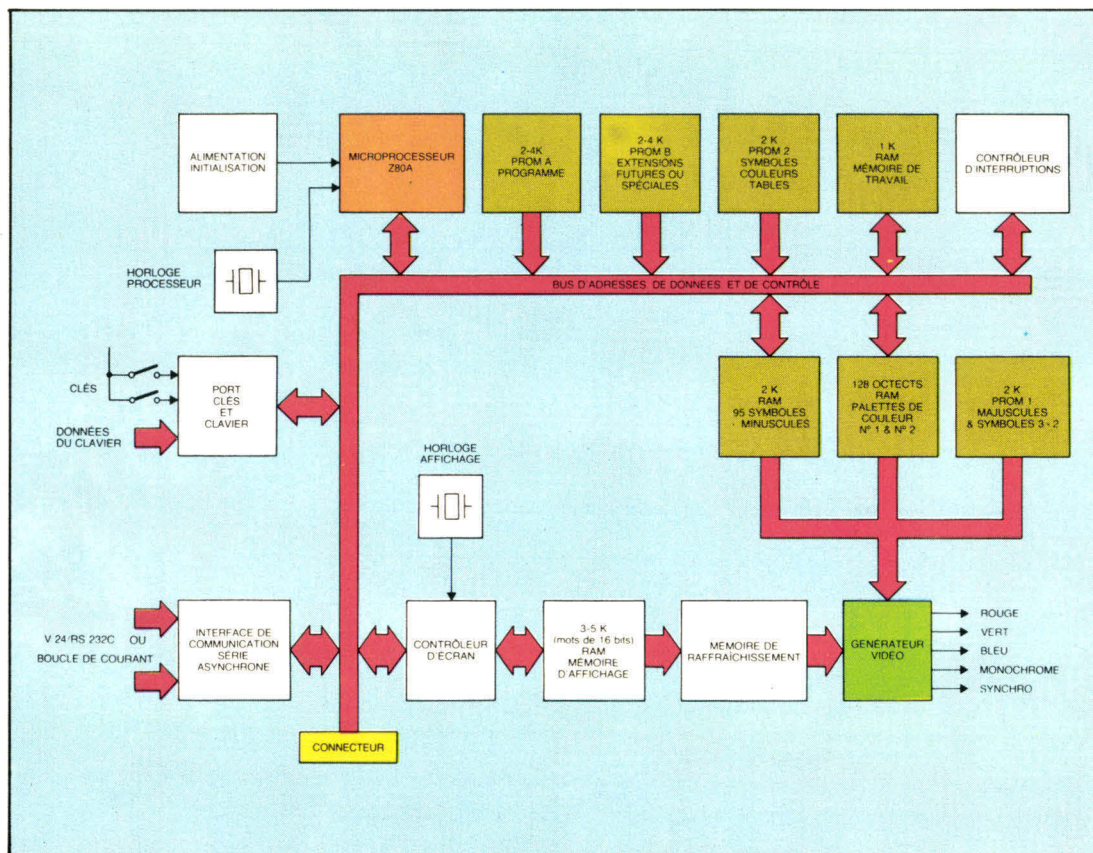 ALIMENTATION
INITIALISATION
MICROPROCESSEUR
Z80A
2-4K
PROM A
PROGRAMME
2-4 K
PROM B
EXTENSIONS
FUTURES OU
SPÉCIALES
2 K
PROM 2
SYMBOLES
COULEURS
TABLES
1 K
RAM
MÉMOIRE DE
TRAVAIL
CONTRÔLEUR
D'INTERRUPTIONS
HORLOGE
PROCESSEUR
BUS D'ADRESSES DE DONNÉES ET DE CONTRÔLE
CLÉS
PORT
CLÉS
ET
CLAVIER
DONNÉES
DU CLAVIER
2 K
RAM
95 SYMBOLES
- MINUSCULES
128 OCTECTS
RAM
PALETTES DE
COULEUR
N° 1 & N° 2
2 K
PROM 1
MAJUSCULES
& SYMBOLES 3 - 2
HORLOGE
AFFICHAGE
V 24/RS 232C OU
BOUCLE DE COURANT
INTERFACE DE
COMMUNICATION
SÉRIE
ASYNCHRONE
CONTRÔLEUR
D'ÉCRAN
3-5 K
(mots de 16 bits)
RAM
MÉMOIRE
D'AFFICHAGE
MÉMOIRE DE
RAFFRAÎCHISSEMENT
GÉNÉRATEUR
VIDÉO
ROUGE
VERT
BLEU
MONOCHROME
SYNCHRO
CONNECTEUR